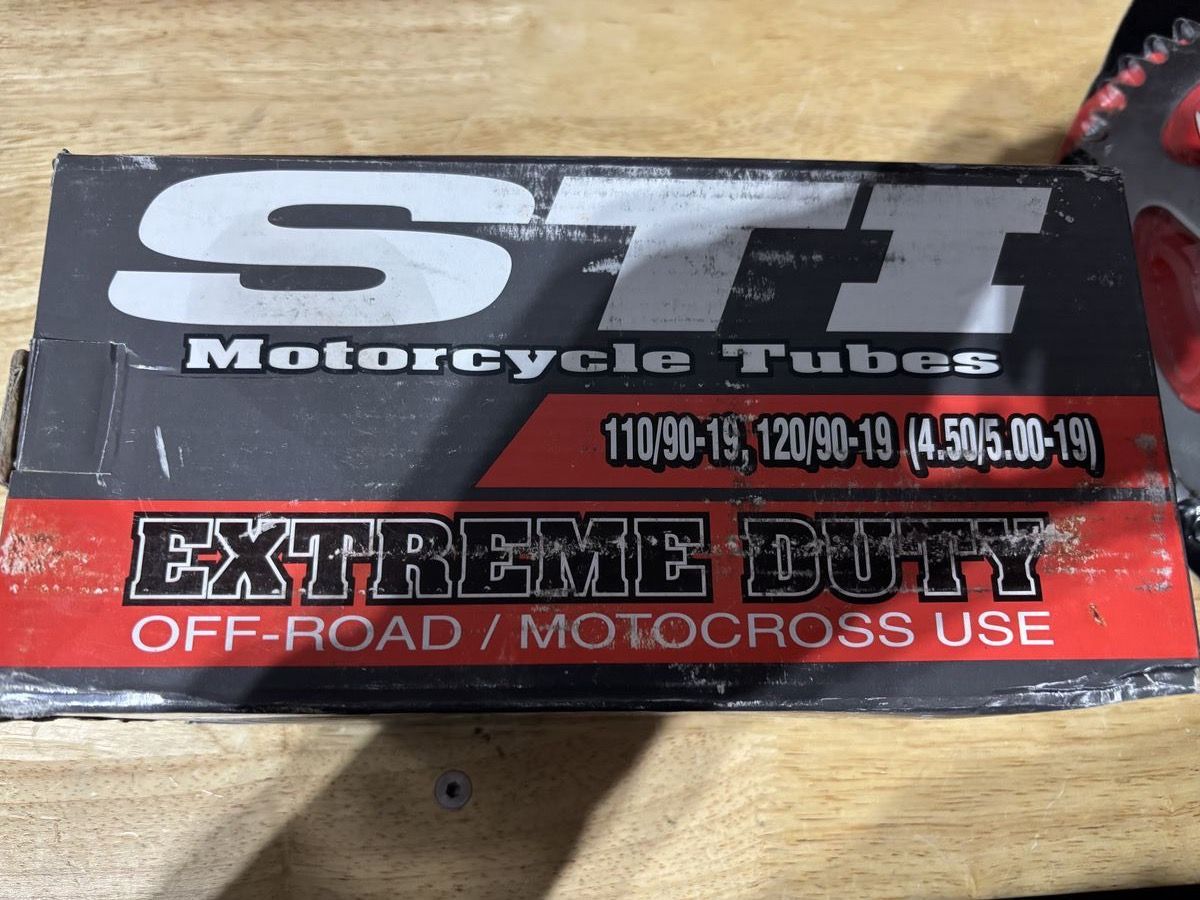 STI
Motorcycle Tubes
110/90-19, 120/90-19 (4.50/5.00-19)
EXTREME DUTY
OFF-ROAD / MOTOCROSS USE